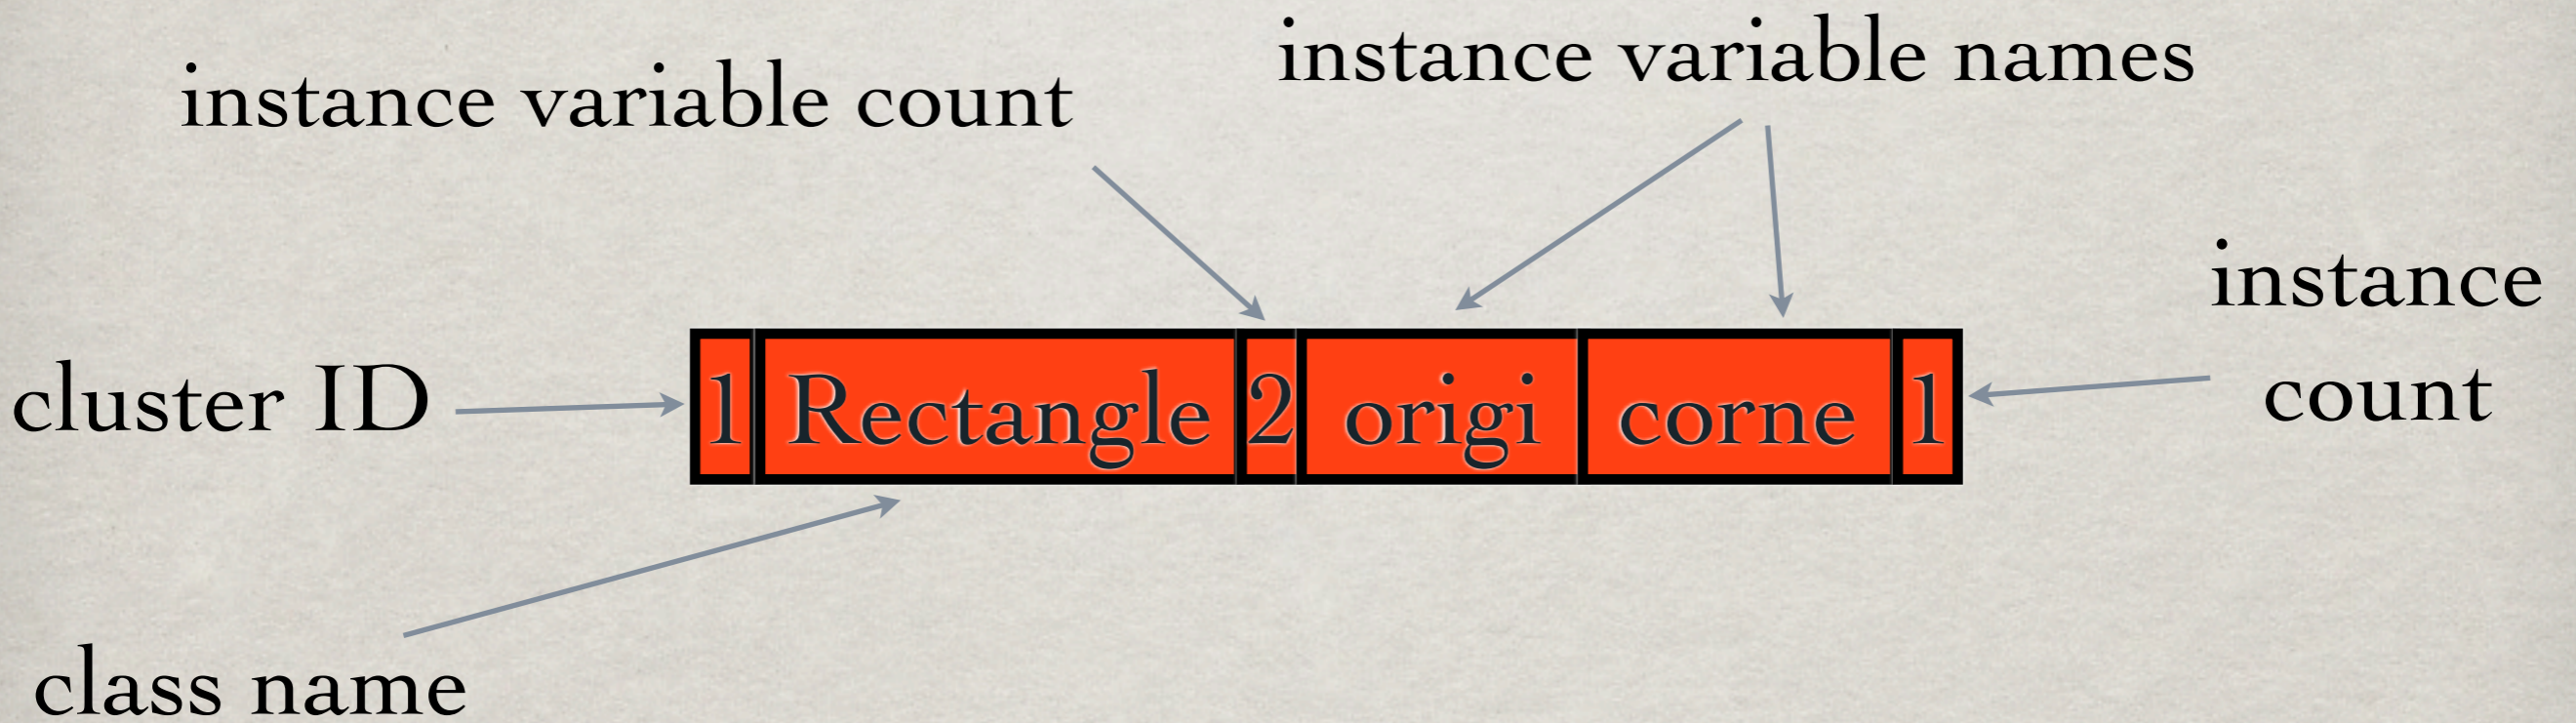 instance variable names
instance variable count
instance
count
cluster ID
1 Rectangle 2 origi corne 1
class name